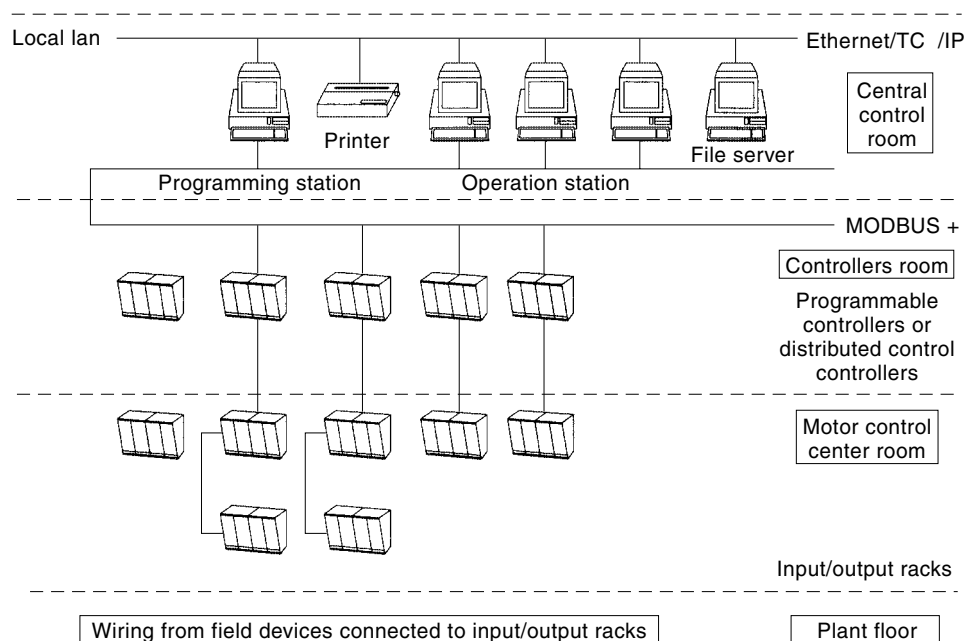 Local lan
Ethernet/TC /IP
Central
control
room
Printer
File server
Programming station
Operation station
MODBUS +
Controllers room
Programmable
controllers or
distributed control
controllers
Motor control
center room
Input/output racks
Wiring from field devices connected to input/output racks
Plant floor